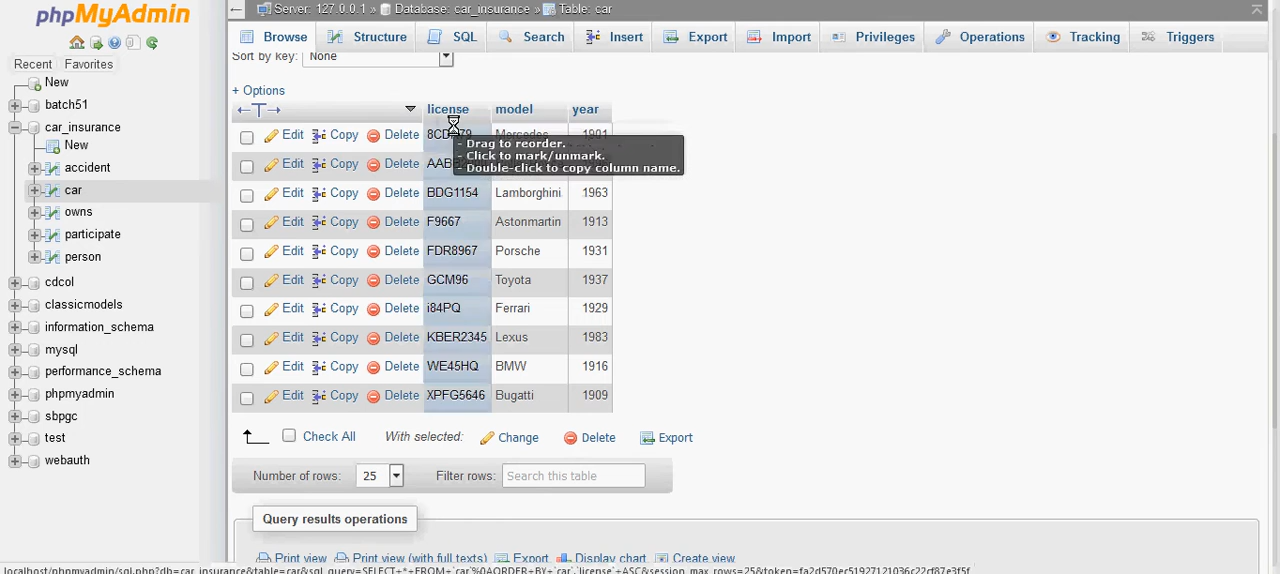 phpMyAdmin
Recent Favorites
New
batch51
car_insurance
New
accident
car
owns
participate
person
cdcol
classicmodels
information_schema
mysql
performance_schema
phpmyadmin
sbpgc
test
webauth
Server: 127.0.0.1 » Database: car_insurance » Table: car
Browse Structure SQL Search Insert Export Import Privileges Operations Tracking Triggers
Sort by key: None
+ Options
←T→ license model year
Edit Copy Delete Mercedes 1901
- Drag to reorder.
- Click to mark/unmark.
- Double-click to copy column name.
Edit Copy Delete
Edit Copy Delete BDG1154 Lamborghini 1963
Edit Copy Delete F9667 Astonmartin 1913
Edit Copy Delete FDR8967 Porsche 1931
Edit Copy Delete GCM96 Toyota 1937
Edit Copy Delete i84PQ Ferrari 1929
Edit Copy Delete KBER2345 Lexus 1983
Edit Copy Delete WE45HQ BMW 1916
Edit Copy Delete XPFG5646 Bugatti 1909
Check All With selected: Change Delete Export
Number of rows: 25 Filter rows: Search this table
Query results operations
Print view Print view (with full texts) Export Display chart Create view